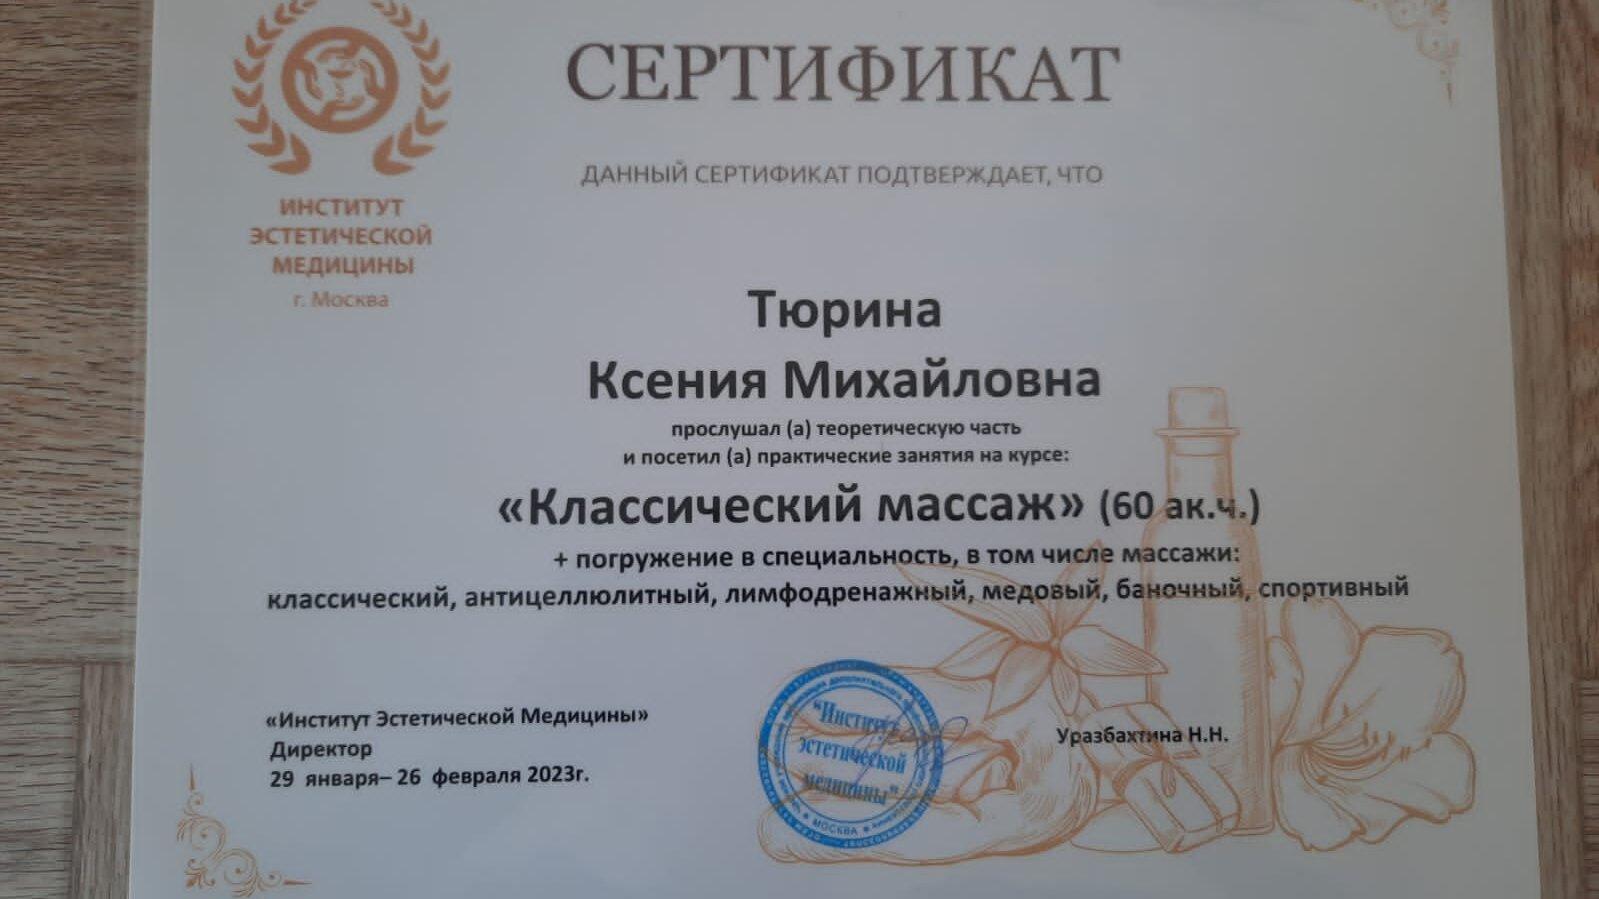 СЕРТИФИКАТ
ДАННЫЙ СЕРТИФИКАТ ПОДТВЕРЖДАЕТ, ЧТО
ИНСТИТУТ
ЭСТЕТИЧЕСКОЙ
МЕДИЦИНЫ
г. Москва
Тюрина
Ксения Михайловна
прослушал (а) теоретическую часть
и посетил (а) практические занятия на курсе:
«Классический массаж» (60 ак.ч.)
+ погружение в специальность, в том числе массажи:
классический, антицеллюлитный, лимфодренажный, медовый, баночный, спортивный
«Институт Эстетической Медицины»
Директор
29 января– 26 февраля 2023г.
"Институт
эстетической
медицины"
МОСКВА
Уразбахтина Н.Н.